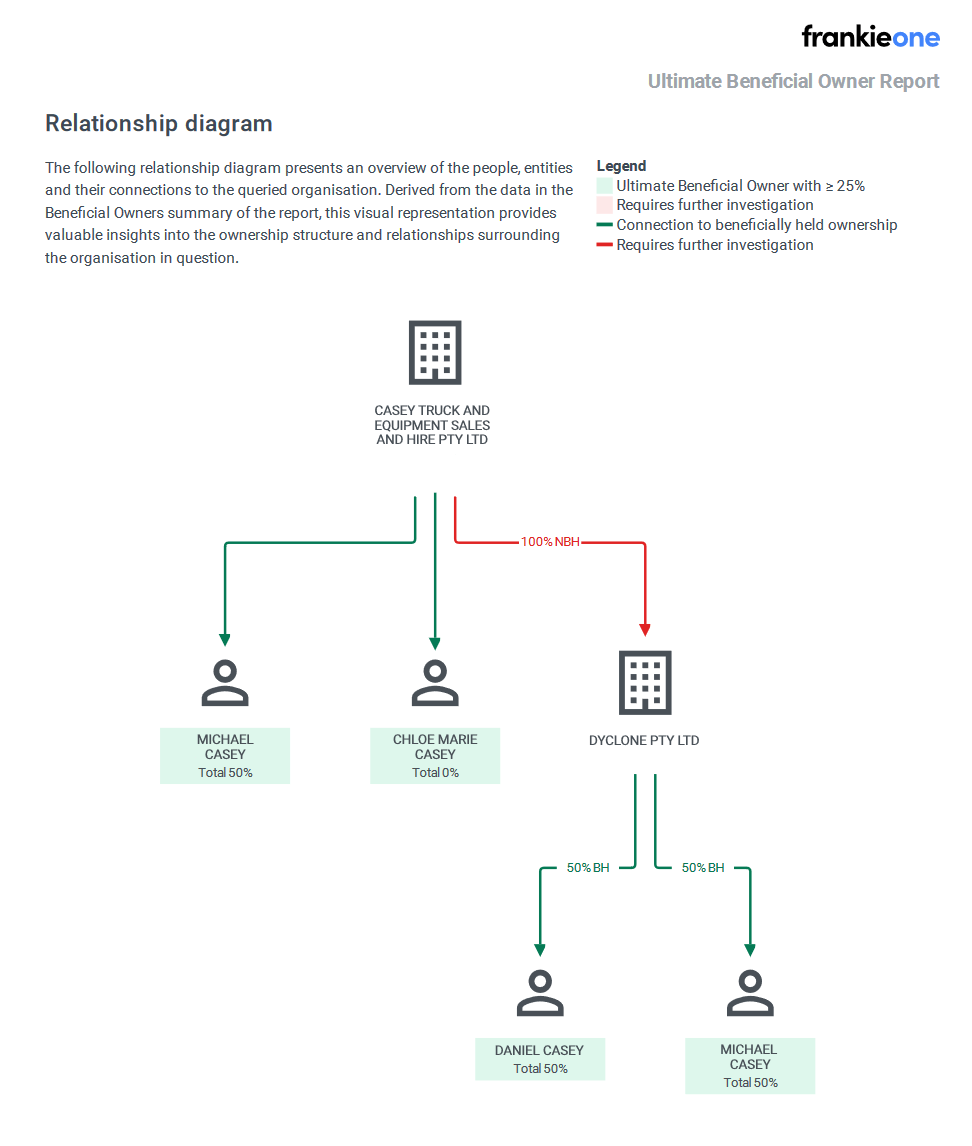 frankieone
Ultimate Beneficial Owner Report
Relationship diagram
The following relationship diagram presents an overview of the people, entities
and their connections to the queried organisation. Derived from the data in the
Beneficial Owners summary of the report, this visual representation provides
valuable insights into the ownership structure and relationships surrounding
the organisation in question.
Legend
Ultimate Beneficial Owner with ≥ 25%
Requires further investigation
Connection to beneficially held ownership
Requires further investigation
CASEY TRUCK AND
EQUIPMENT SALES
AND HIRE PTY LTD
100% NBH
MICHAEL
CASEY
Total 50%
CHLOE MARIE
CASEY
Total 0%
DYCLONE PTY LTD
50% BH
50% BH
DANIEL CASEY
Total 50%
MICHAEL
CASEY
Total 50%